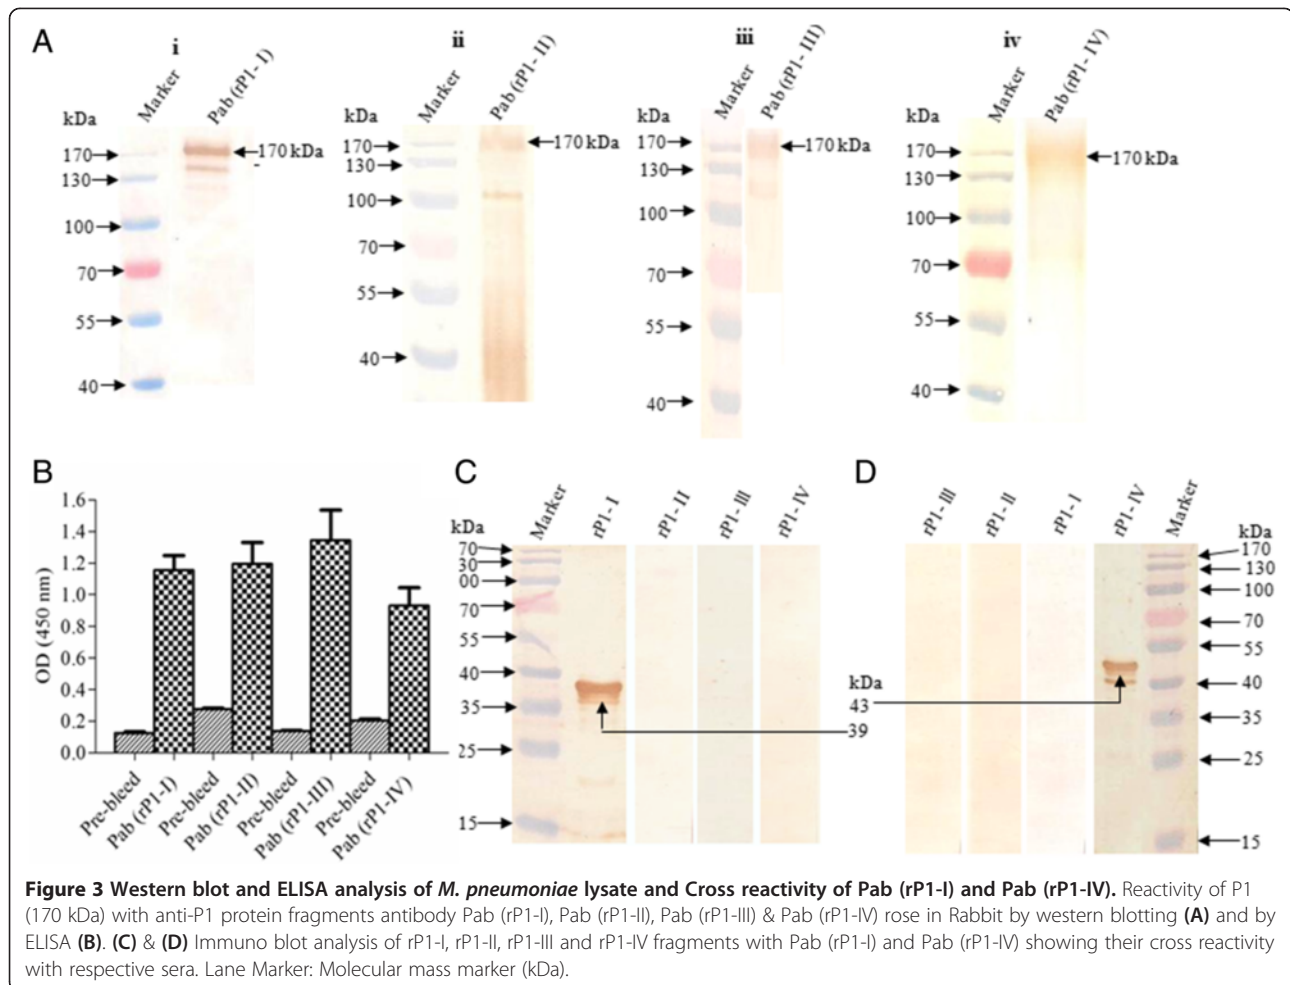 A
i
Marker
Pab (rP1- I)
kDa
170
130
100
70
55
40
170 kDa
ii
Marker
Pab (rP1- II)
kDa
170
130
100
70
55
40
170 kDa
iii
Marker
Pab (rP1- III)
kDa
170
130
100
70
55
40
170 kDa
iv
Marker
Pab (rP1- IV)
kDa
170
130
100
70
55
40
170 kDa
B
OD (450 nm)
1.6
1.4
1.2
1.0
0.8
0.6
0.4
0.2
0.0
Pre-bleed
Pab (rP1-I)
Pre-bleed
Pab (rP1-II)
Pre-bleed
Pab (rP1-III)
Pre-bleed
Pab (rP1-IV)
C
kDa
Marker
rP1- I
rP1- II
rP1- III
rP1- IV
70
30
00
70
55
40
35
25
15
D
rP1- III
rP1- II
rP1- I
rP1- IV
Marker
kDa
170
130
100
70
55
40
35
25
15
kDa
43
39
Figure 3 Western blot and ELISA analysis of M. pneumoniae lysate and Cross reactivity of Pab (rP1-I) and Pab (rP1-IV). Reactivity of P1
(170 kDa) with anti-P1 protein fragments antibody Pab (rP1-I), Pab (rP1-II), Pab (rP1-III) & Pab (rP1-IV) rose in Rabbit by western blotting (A) and by
ELISA (B). (C) & (D) Immuno blot analysis of rP1-I, rP1-II, rP1-III and rP1-IV fragments with Pab (rP1-I) and Pab (rP1-IV) showing their cross reactivity
with respective sera. Lane Marker: Molecular mass marker (kDa).